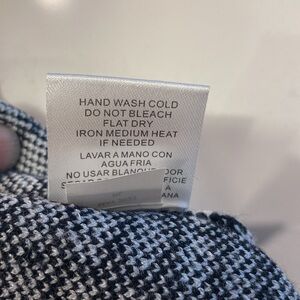 HAND WASH COLD
DO NOT BLEACH
FLAT DRY
IRON MEDIUM HEAT
IF NEEDED
LAVAR A MANO CON
AGUA FRIA
NO USAR
A